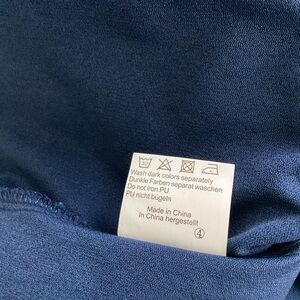 30
Wash dark colors separately
Dunkle Farben separat waschen
Do not iron PU
PU nicht bügeln
Made in China
In China hergestellt
④